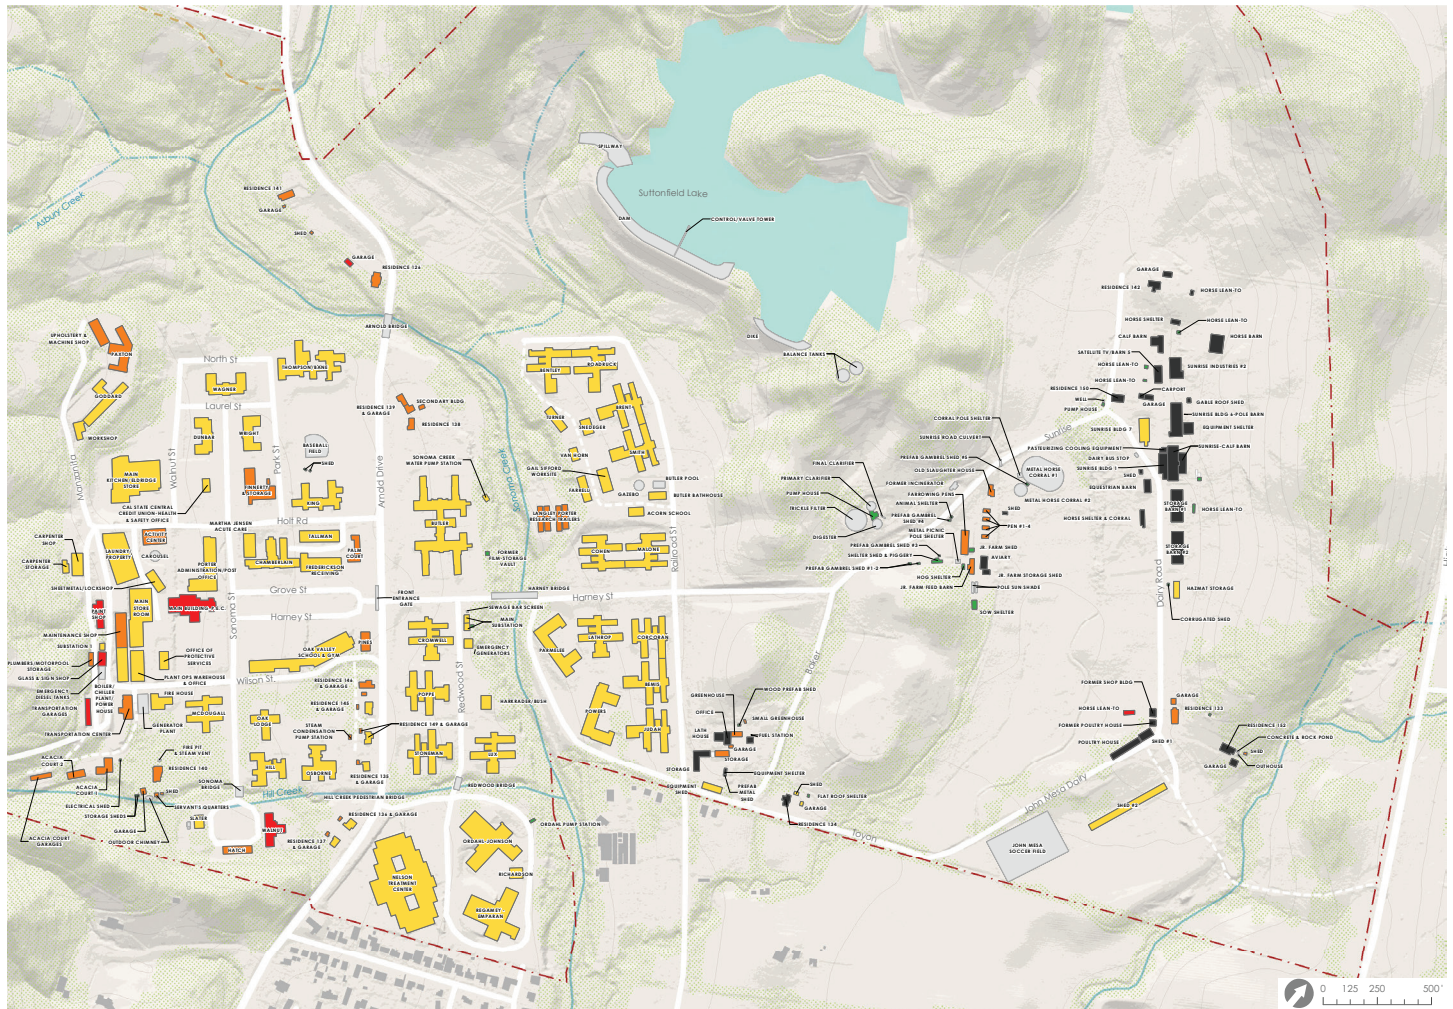 Asbury Creek
RESIDENCE 141
GARAGE
SHED
GARAGE
RESIDENCE 126
ARNOLD BRIDGE
SPILLWAY
Suttonfield Lake
DAM
CONTROL/VALVE TOWER
DIKE
BALANCE TANKS
UPHOLSTERY &
MACHINE SHOP
PAXTON
GODDARD
WORKSHOP
North St
Laurel St
WAGNER
THOMPSON/BANE
DUNBAR
WRIGHT
BASEBALL
FIELD
SHED
Manzanita
Walnut St
Park St
Arnold Drive
MAIN
KITCHEN/ELDRIDGE
STORE
CAL STATE CENTRAL
CREDIT UNION-HEALTH
& SAFETY OFFICE
FINNERTY
& STORAGE
KING
RESIDENCE 139
& GARAGE
SECONDARY BLDG
RESIDENCE 138
SONOMA CREEK
WATER PUMP STATION
BUTLER
Sonoma Creek
BENTLEY
ROADRUCK
BRENT
TURNER
SNEDEGER
SMITH
VAN HORN
GAIL GIFFORD
WORKSITE
FARRELL
GAZEBO
BUTLER POOL
BUTLER BATHHOUSE
ACORN SCHOOL
LANGLEY PORTER
RESEARCH TRAILERS
COHEN
MALONE
FORMER
FILM-STORAGE
VAULT
Railroad St
Holt Rd
CARPENTER
SHOP
CARPENTER
STORAGE
LAUNDRY/
PROPERTY
ACTIVITY
CENTER
CAROUSEL
MARTHA JENSEN
ACUTE CARE
TALLMAN
CHAMBERLAIN
FREDERICKSON
RECEIVING
PALM
COURT
PORTER
ADMINISTRATION/POST
OFFICE
SHEETMETAL/LOCKSHOP
MAIN BUILDING/P.E.C.
MAIN
STORE
ROOM
PAINT
SHOP
MAINTENANCE SHOP
SUBSTATION 1
PLUMBERS/MOTORPOOL
STORAGE
GLASS & SIGN SHOP
OFFICE OF
PROTECTIVE
SERVICES
PLANT OPS WAREHOUSE
& OFFICE
EMERGENCY
DIESEL TANKS
BOILER/
CHILLER
PLANT/
POWER
HOUSE
TRANSPORTATION
GARAGES
TRANSPORTATION CENTER
FIRE HOUSE
MCDOUGALL
GENERATOR
PLANT
Grove St
Harney St
Sonoma St
Wilson St.
OAK VALLEY
SCHOOL & GYM
PINES
FRONT
ENTRANCE
GATE
HARNEY BRIDGE
Harney St
SEWAGE BAR SCREEN
MAIN
SUBSTATION
EMERGENCY
GENERATORS
CROMWELL
POPPE
Redwood St
HARKRADER/BUSH
STONEMAN
LUX
PARMELEE
LATHROP
CORCORAN
BEMIS
POWERS
JUDAH
RESIDENCE 146
& GARAGE
RESIDENCE 145
& GARAGE
STEAM
CONDENSATION
PUMP STATION
RESIDENCE 149 & GARAGE
RESIDENCE 135
& GARAGE
OAK
LODGE
HILL
OSBORNE
FIRE PIT
& STEAM VENT
RESIDENCE 140
SONOMA
BRIDGE
SHED
SERVANT'S QUARTERS
ACACIA
COURT 2
ACACIA
COURT 1
ELECTRICAL SHED
STORAGE SHEDS
GARAGE
ACACIA COURT
GARAGES
OUTDOOR CHIMNEY
SLATER
HATCH
WALNUT
Hill Creek
HILL CREEK PEDESTRIAN BRIDGE
REDWOOD BRIDGE
RESIDENCE 136 & GARAGE
RESIDENCE 137
& GARAGE
NELSON
TREATMENT
CENTER
ORDAHL-JOHNSON
ORDAHL PUMP STATION
RICHARDSON
REGAMEY-
EMPARAN
GREENHOUSE
WOOD PREFAB SHED
OFFICE
SMALL GREENHOUSE
LATH
HOUSE
FUEL STATION
GARAGE
STORAGE
STORAGE
EQUIPMENT SHELTER
EQUIPMENT
SHED
PREFAB
METAL
SHED
SHED
FLAT ROOF SHELTER
GARAGE
RESIDENCE 134
Baker
Toyon
John Mesa Dairy
JOHN MESA
SOCCER FIELD
SHED #2
FINAL CLARIFIER
PRIMARY CLARIFIER
PUMP HOUSE
TRICKLE FILTER
DIGESTER
CORRAL POLE SHELTER
SUNRISE ROAD CULVERT
Sunrise
PREFAB GAMBREL SHED #5
OLD SLAUGHTER HOUSE
FORMER INCINERATOR
FARROWING PENS
ANIMAL SHELTER
PREFAB GAMBREL
SHED #4
METAL PICNIC
POLE SHELTER
PREFAB GAMBREL SHED #3
SHELTER SHED & PIGGERY
PREFAB GAMBREL SHED #1-2
HOG SHELTER
JR. FARM FEED BARN
METAL HORSE
CORRAL #1
METAL HORSE CORRAL #2
SHED
PEN #1-4
JR. FARM SHED
AVIARY
JR. FARM STORAGE SHED
POLE SUN SHADE
SOW SHELTER
GARAGE
RESIDENCE 142
HORSE LEAN-TO
HORSE SHELTER
HORSE LEAN-TO
CALF BARN
HORSE BARN
SATELLITE TV/BARN 5
HORSE LEAN-TO
SUNRISE INDUSTRIES #2
HORSE LEAN-TO
RESIDENCE 150
CARPORT
WELL
GARAGE
GABLE ROOF SHED
PUMP HOUSE
SUNRISE BLDG 6-POLE BARN
SUNRISE BLDG 7
EQUIPMENT SHELTER
PASTEURIZING COOLING EQUIPMENT
SUNRISE-CALF BARN
DAIRY BUS STOP
SUNRISE BLDG 1
SHED
EQUESTRIAN BARN
STORAGE
BARN #1
HORSE LEAN-TO
HORSE SHELTER & CORRAL
STORAGE
BARN #2
HAZMAT STORAGE
CORRUGATED SHED
Dairy Road
FORMER SHOP BLDG
GARAGE
HORSE LEAN-TO
RESIDENCE 133
FORMER POULTRY HOUSE
POULTRY HOUSE
SHED #1
RESIDENCE 152
CONCRETE & ROCK POND
SHED
OUTHOUSE
GARAGE
0 125 250 500'